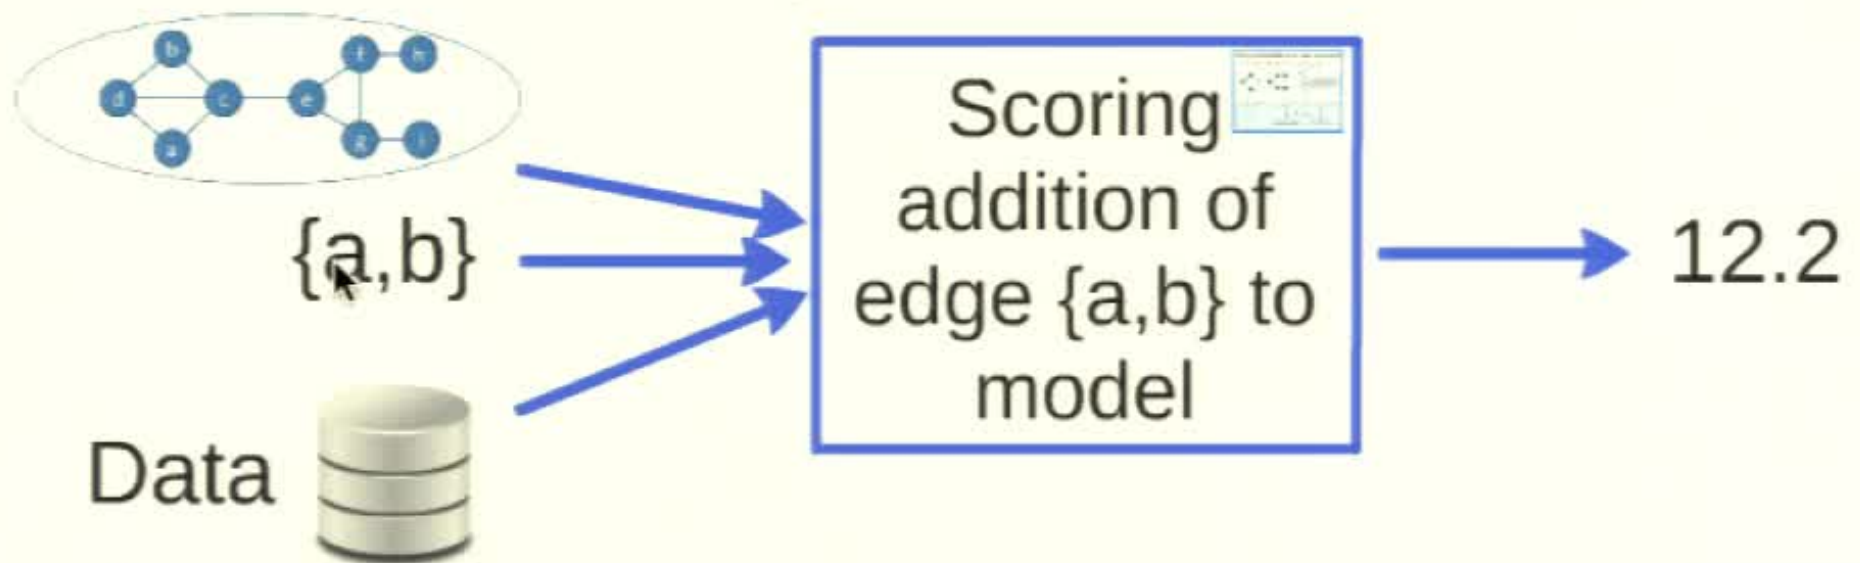 b
f
h
d
c
e
a
g
i
{a,b}
Data
Scoring
addition of
edge {a,b} to
model
12.2